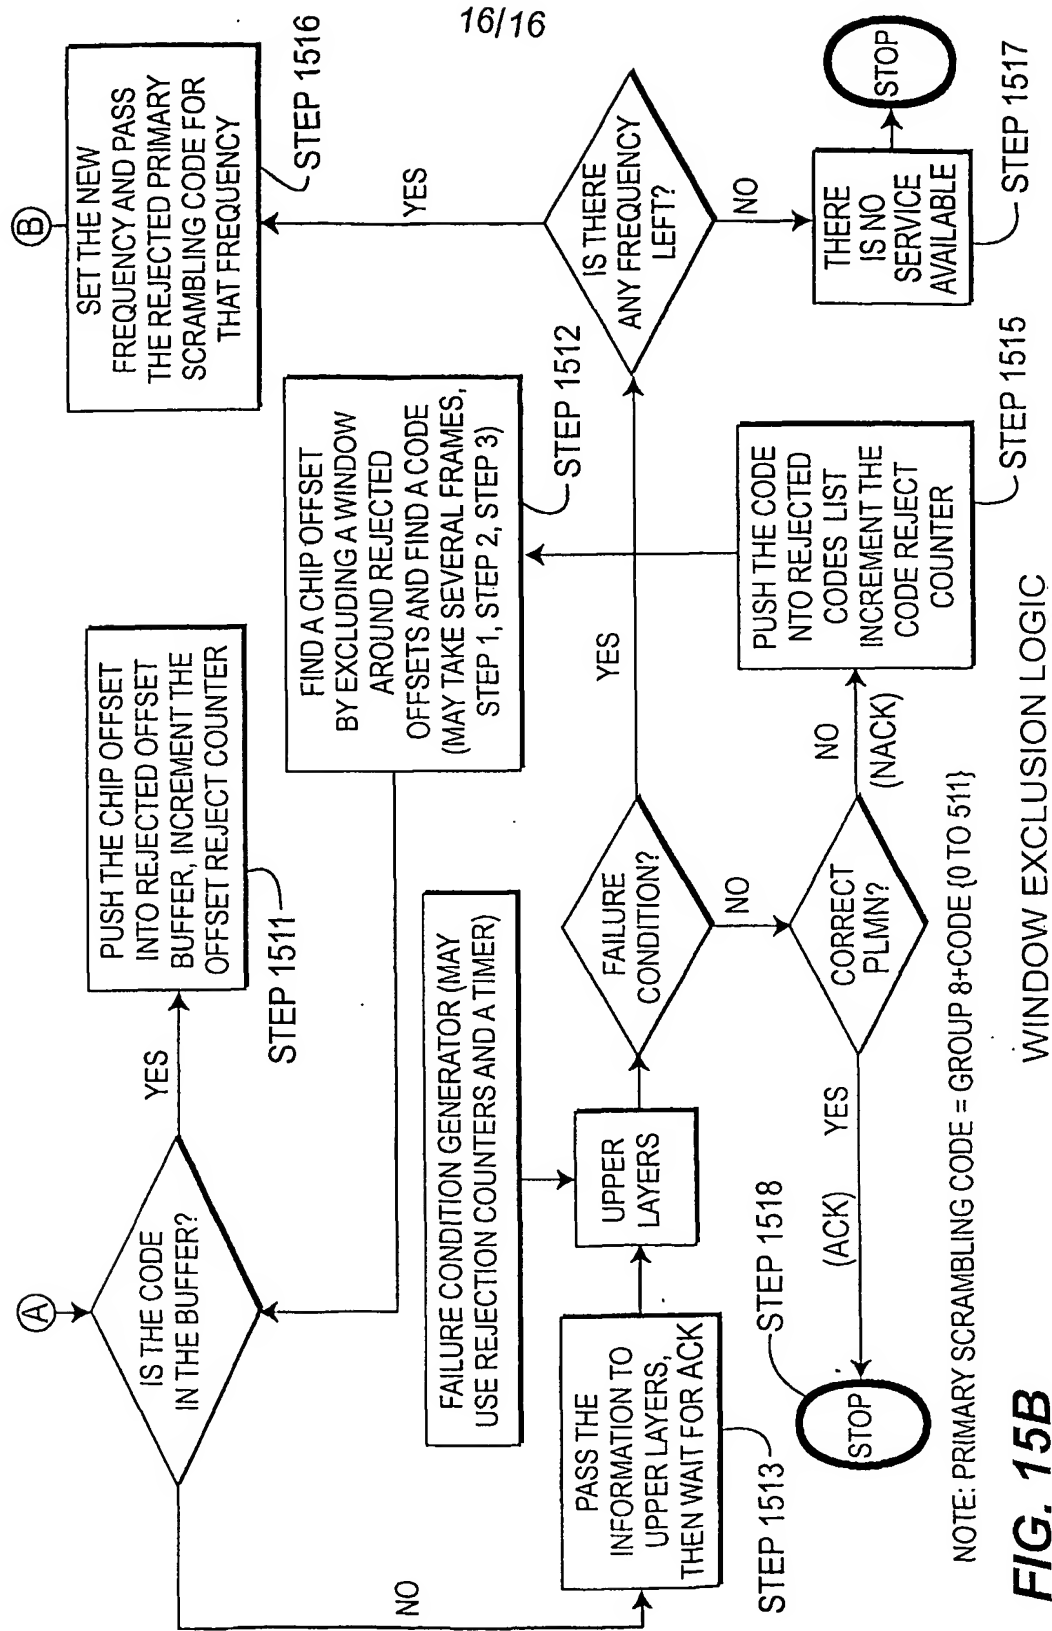 16/16
A
IS THE CODE
IN THE BUFFER?
YES
PUSH THE CHIP OFFSET
INTO REJECTED OFFSET
BUFFER, INCREMENT THE
OFFSET REJECT COUNTER
STEP 1511
B
SET THE NEW
FREQUENCY AND PASS
THE REJECTED PRIMARY
SCRAMBLING CODE FOR
THAT FREQUENCY
STEP 1516
FIND A CHIP OFFSET
BY EXCLUDING A WINDOW
AROUND REJECTED
OFFSETS AND FIND A CODE
(MAY TAKE SEVERAL FRAMES,
STEP 1, STEP 2, STEP 3)
STEP 1512
YES
FAILURE CONDITION GENERATOR (MAY
USE REJECTION COUNTERS AND A TIMER)
NO
PASS THE
INFORMATION TO
UPPER LAYERS,
THEN WAIT FOR ACK
STEP 1513
UPPER
LAYERS
FAILURE
CONDITION?
YES
IS THERE
ANY FREQUENCY
LEFT?
NO
NO
CORRECT
PLMN?
NO
(NACK)
PUSH THE CODE
NTO REJECTED
CODES LIST
INCREMENT THE
CODE REJECT
COUNTER
STEP 1515
THERE
IS NO
SERVICE
AVAILABLE
STEP 1517
STOP
STEP 1518
STOP
(ACK)
YES
NOTE: PRIMARY SCRAMBLING CODE = GROUP 8+CODE {0 TO 511}
FIG. 15B
WINDOW EXCLUSION LOGIC